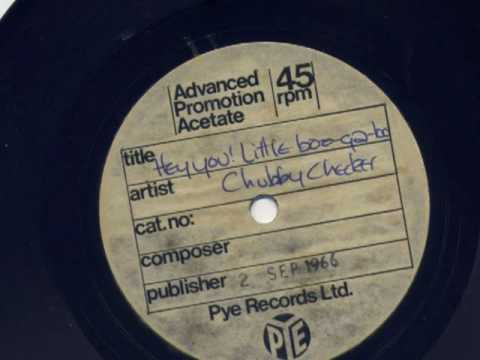 Advanced
Promotion
Acetate
45
rpm
title Hey you! Little boo-ga-loo
artist Chubby Checker
cat.no:
composer
publisher 2 SEP 1966
Pye Records Ltd.
PYE